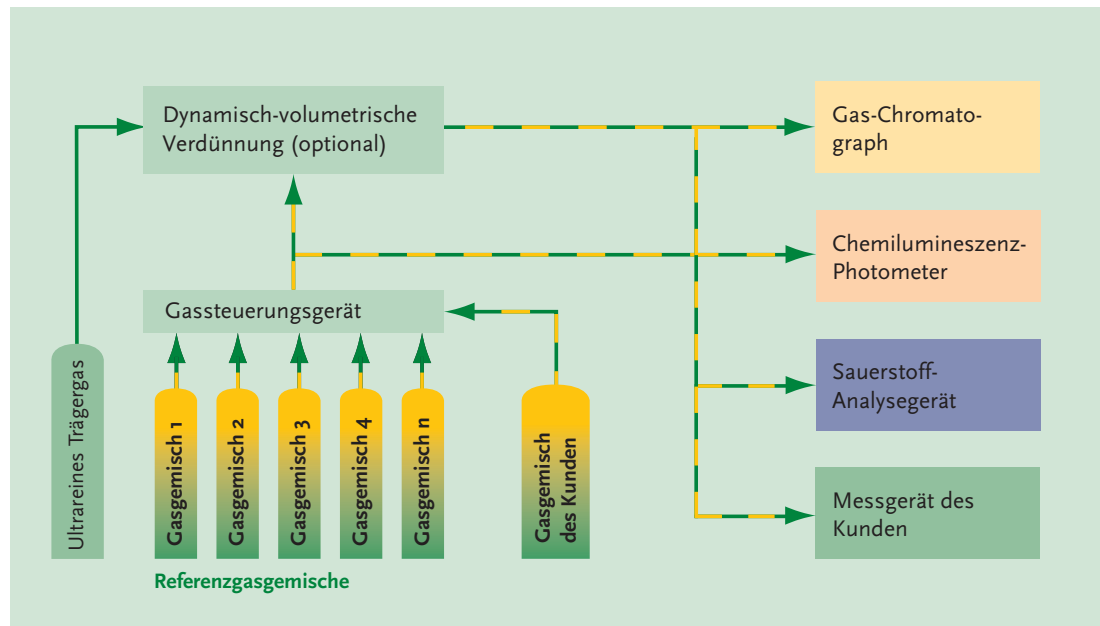 Dynamisch-volumetrische
Verdünnung (optional)
Gas-Chromato-
graph
Chemilumineszenz-
Photometer
Gassteuerungsgerät
Sauerstoff-
Analysegerät
Ultrareines Trägergas
Gasgemisch 1
Gasgemisch 2
Gasgemisch 3
Gasgemisch 4
Gasgemisch n
Gasgemisch
des Kunden
Messgerät des
Kunden
Referenzgasgemische